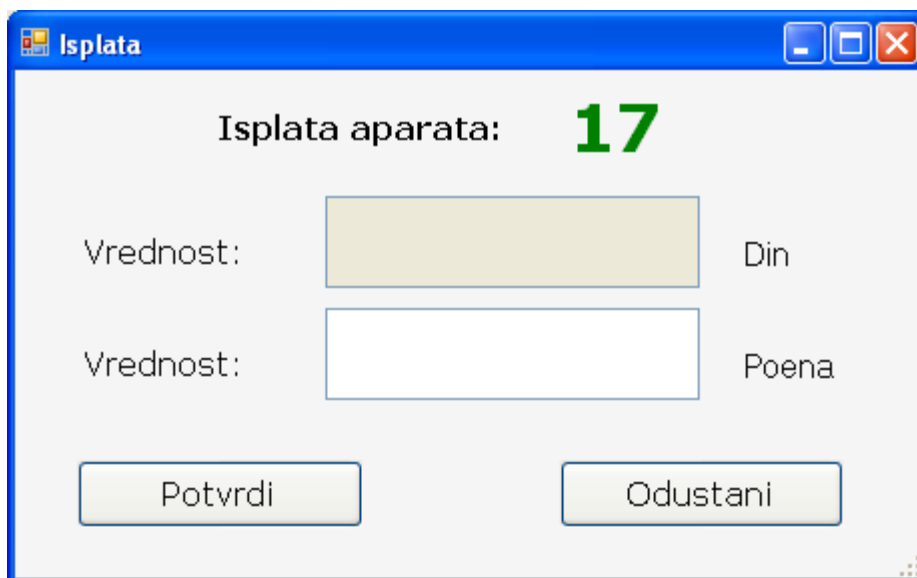 Isplata
Isplata aparata: 17
Vrednost: Din
Vrednost: Poena
Potvrdi Odustani